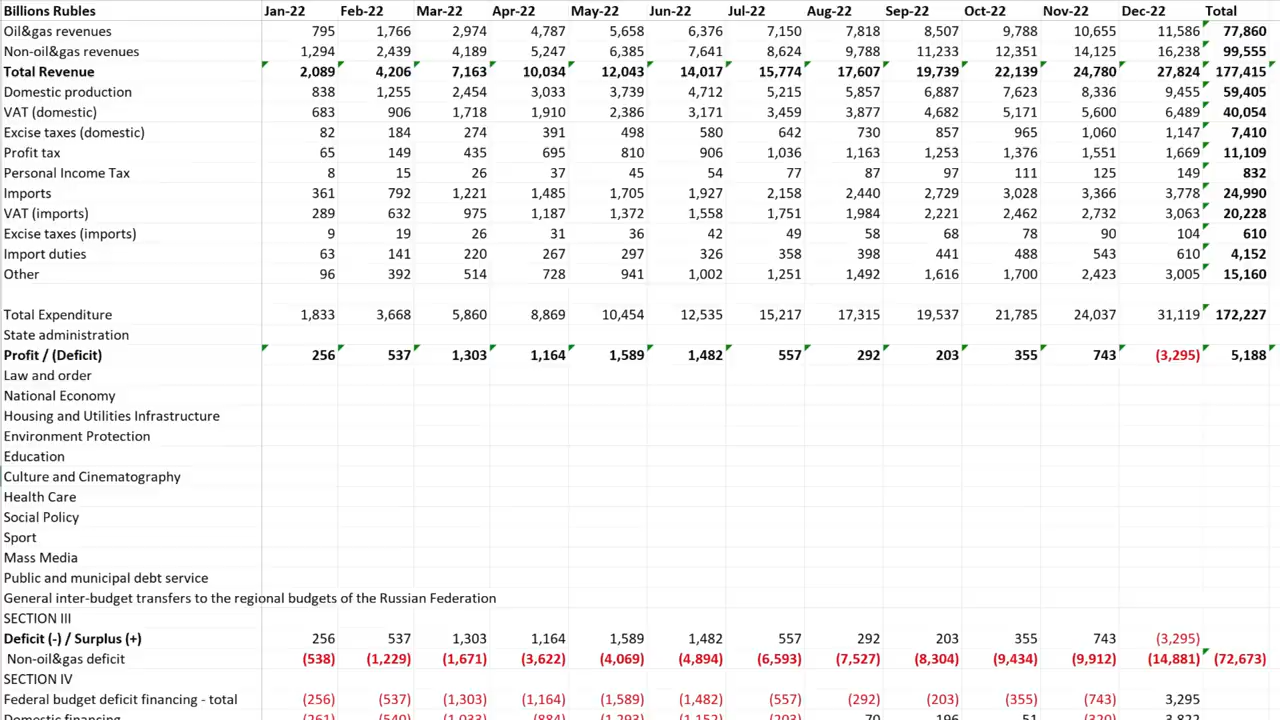 Billions Rubles Jan-22 Feb-22 Mar-22 Apr-22 May-22 Jun-22 Jul-22 Aug-22 Sep-22 Oct-22 Nov-22 Dec-22 Total
Oil&gas revenues 795 1,766 2,974 4,787 5,658 6,376 7,150 7,818 8,507 9,788 10,655 11,586 77,860
Non-oil&gas revenues 1,294 2,439 4,189 5,247 6,385 7,641 8,624 9,788 11,233 12,351 14,125 16,238 99,555
Total Revenue 2,089 4,206 7,163 10,034 12,043 14,017 15,774 17,607 19,739 22,139 24,780 27,824 177,415
Domestic production 838 1,255 2,454 3,033 3,739 4,712 5,215 5,857 6,887 7,623 8,336 9,455 59,405
VAT (domestic) 683 906 1,718 1,910 2,386 3,171 3,459 3,877 4,682 5,171 5,600 6,489 40,054
Excise taxes (domestic) 82 184 274 391 498 580 642 730 857 965 1,060 1,147 7,410
Profit tax 65 149 435 695 810 906 1,036 1,163 1,253 1,376 1,551 1,669 11,109
Personal Income Tax 8 15 26 37 45 54 77 87 97 111 125 149 832
Imports 361 792 1,221 1,485 1,705 1,927 2,158 2,440 2,729 3,028 3,366 3,778 24,990
VAT (imports) 289 632 975 1,187 1,372 1,558 1,751 1,984 2,221 2,462 2,732 3,063 20,228
Excise taxes (imports) 9 19 26 31 36 42 49 58 68 78 90 104 610
Import duties 63 141 220 267 297 326 358 398 441 488 543 610 4,152
Other 96 392 514 728 941 1,002 1,251 1,492 1,616 1,700 2,423 3,005 15,160
Total Expenditure 1,833 3,668 5,860 8,869 10,454 12,535 15,217 17,315 19,537 21,785 24,037 31,119 172,227
State administration
Profit / (Deficit) 256 537 1,303 1,164 1,589 1,482 557 292 203 355 743 (3,295) 5,188
Law and order
National Economy
Housing and Utilities Infrastructure
Environment Protection
Education
Culture and Cinematography
Health Care
Social Policy
Sport
Mass Media
Public and municipal debt service
General inter-budget transfers to the regional budgets of the Russian Federation
SECTION III
Deficit (-) / Surplus (+) 256 537 1,303 1,164 1,589 1,482 557 292 203 355 743 (3,295)
Non-oil&gas deficit (538) (1,229) (1,671) (3,622) (4,069) (4,894) (6,593) (7,527) (8,304) (9,434) (9,912) (14,881) (72,673)
SECTION IV
Federal budget deficit financing - total (256) (537) (1,303) (1,164) (1,589) (1,482) (557) (292) (203) (355) (743) 3,295
Domestic financing (261) (540) (1,033) (884) (1,293) (1,152) (203) 70 196 51 (320) 3,822